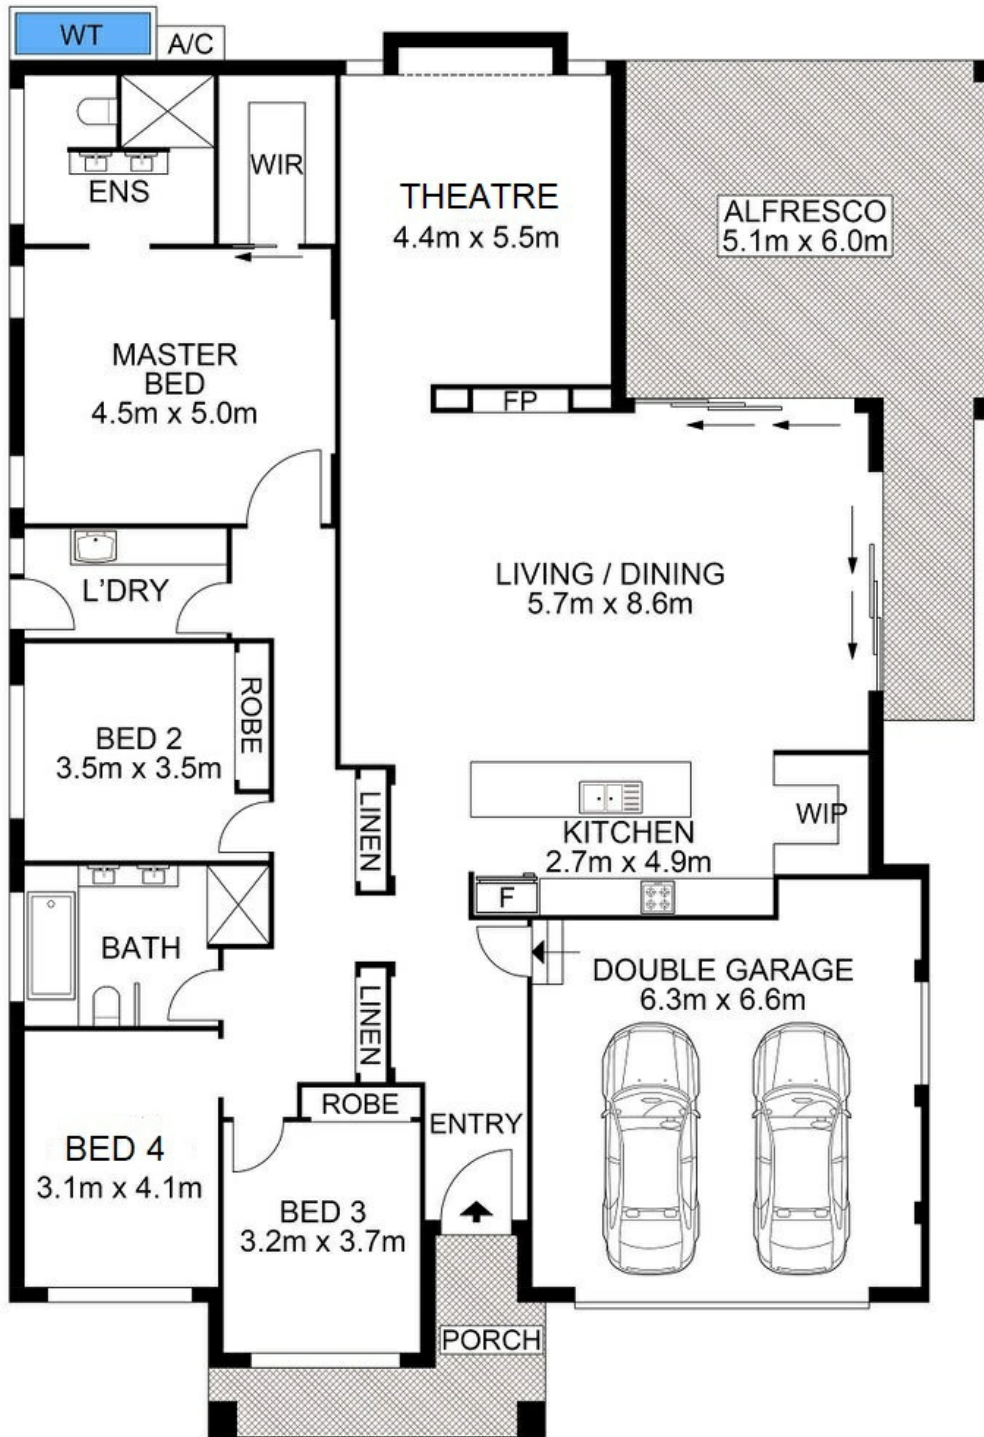 WT
A/C
WIR
ENS
THEATRE
4.4m x 5.5m
ALFRESCO
5.1m x 6.0m
MASTER
BED
4.5m x 5.0m
FP
L'DRY
LIVING / DINING
5.7m x 8.6m
ROBE
BED 2
3.5m x 3.5m
LINEN
WIP
KITCHEN
2.7m x 4.9m
F
BATH
DOUBLE GARAGE
6.3m x 6.6m
LINEN
ROBE
ENTRY
BED 4
3.1m x 4.1m
BED 3
3.2m x 3.7m
PORCH